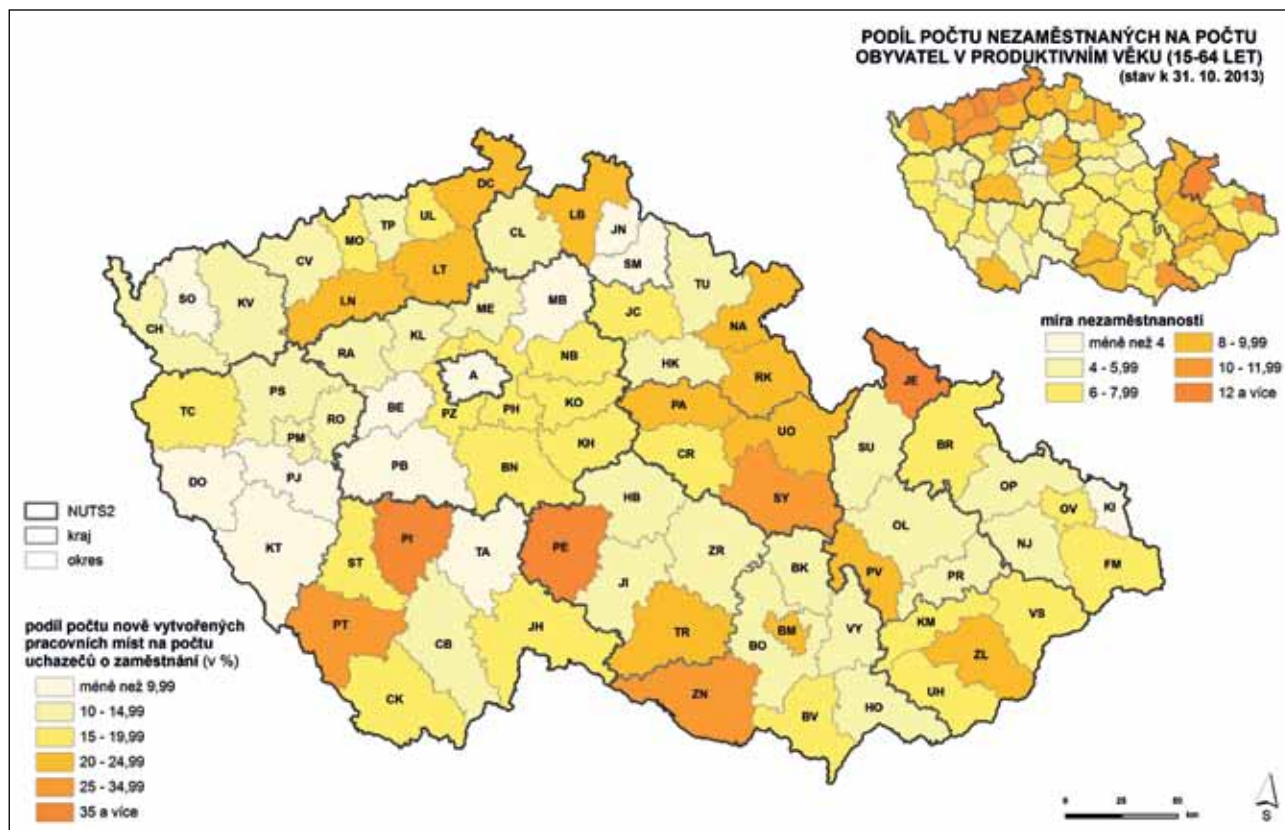 PODÍL POČTU NEZAMĚSTNANÝCH NA POČTU
OBYVATEL V PRODUKTIVNÍM VĚKU (15-64 LET)
(stav k 31. 10. 2013)
míra nezaměstnanosti
méně než 4
4 - 5,99
6 - 7,99
8 - 9,99
10 - 11,99
12 a více
DC
LB
JN
UL
TP
MO
CL
SM
CV
LT
TU
SO
KV
LN
ME
MB
JC
CH
KL
NA
RA
NB
HK
A
RK
JE
PS
BE
TC
RO
PZ
PH
KO
PA
UO
PM
KH
CR
SU
BR
PB
BN
DO
PJ
HB
SY
OP
KI
OV
KT
PI
TA
PE
OL
NJ
ZR
ST
JI
BK
PV
PR
FM
PT
CB
JH
TR
BM
BO
VY
KM
VS
ZL
CK
ZN
BV
HO
UH
NUTS2
kraj
okres
podíl počtu nově vytvořených
pracovních míst na počtu
uchazečů o zaměstnání (v %)
méně než 9,99
10 - 14,99
15 - 19,99
20 - 24,99
25 - 34,99
35 a více
0 25 50
km
S